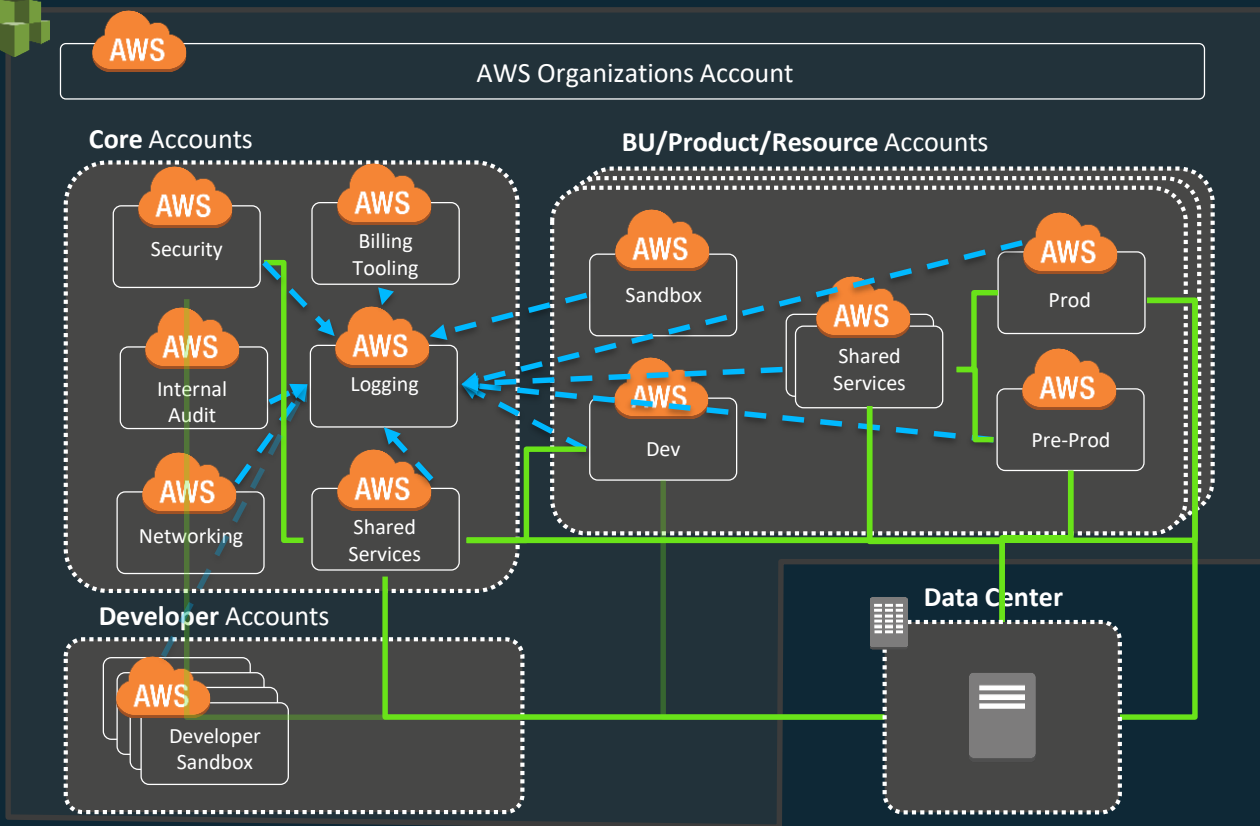 AWS
AWS Organizations Account
Core Accounts
BU/Product/Resource Accounts
AWS
Security
AWS
Billing
Tooling
AWS
Internal
Audit
AWS
Logging
AWS
Networking
AWS
Shared
Services
AWS
Sandbox
AWS
Dev
AWS
Shared
Services
AWS
Prod
AWS
Pre-Prod
Developer Accounts
AWS
Developer
Sandbox
Data Center